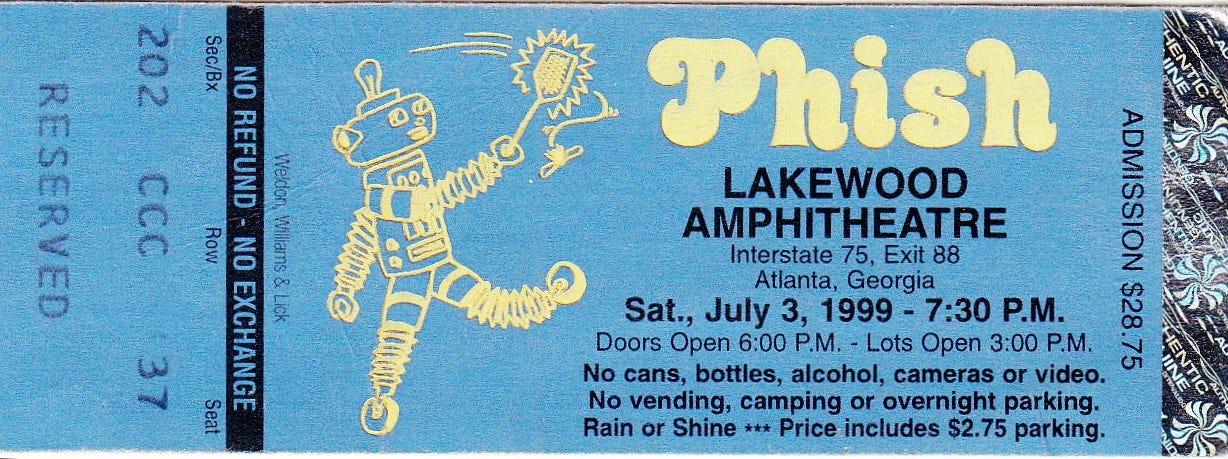 202 CCC 37
Sec/Bx Row Seat
RESERVED
NO REFUND - NO EXCHANGE
Weldon, Williams & Lick
Phish
LAKEWOOD
AMPHITHEATRE
Interstate 75, Exit 88
Atlanta, Georgia
Sat., July 3, 1999 - 7:30 P.M.
Doors Open 6:00 P.M. - Lots Open 3:00 P.M.
No cans, bottles, alcohol, cameras or video.
No vending, camping or overnight parking.
Rain or Shine *** Price includes $2.75 parking.
ADMISSION $28.75